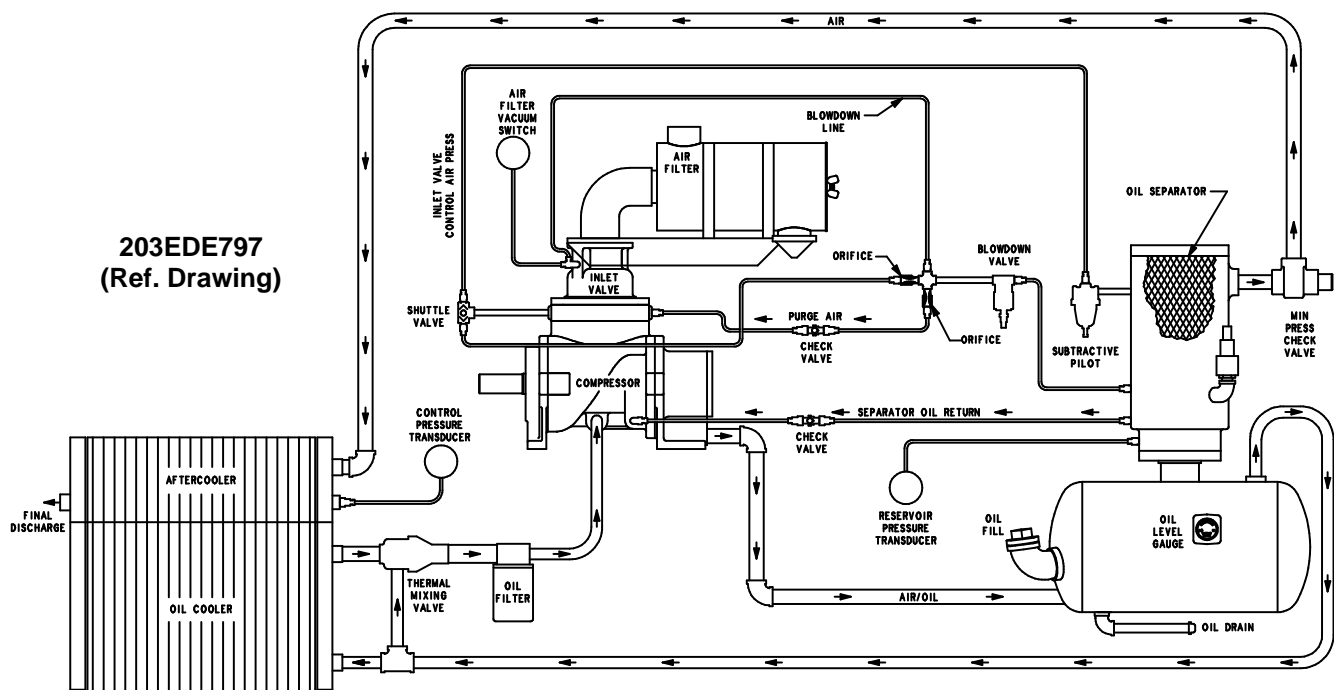 AIR
AIR
FILTER
VACUUM
SWITCH
BLOWDOWN
LINE
INLET VALVE
CONTROL AIR PRESS
AIR
FILTER
OIL SEPARATOR
203EDE797
(Ref. Drawing)
ORIFICE
BLOWDOWN
VALVE
INLET
VALVE
SHUTTLE
VALVE
PURGE AIR
CHECK
VALVE
ORIFICE
SUBTRACTIVE
PILOT
MIN
PRESS
CHECK
VALVE
COMPRESSOR
CONTROL
PRESSURE
TRANSDUCER
SEPARATOR OIL RETURN
CHECK
VALVE
AFTERCOOLER
FINAL
DISCHARGE
RESERVOIR
PRESSURE
TRANSDUCER
OIL
FILL
OIL
LEVEL
GAUGE
THERMAL
MIXING
VALVE
OIL
FILTER
OIL COOLER
AIR/OIL
OIL DRAIN